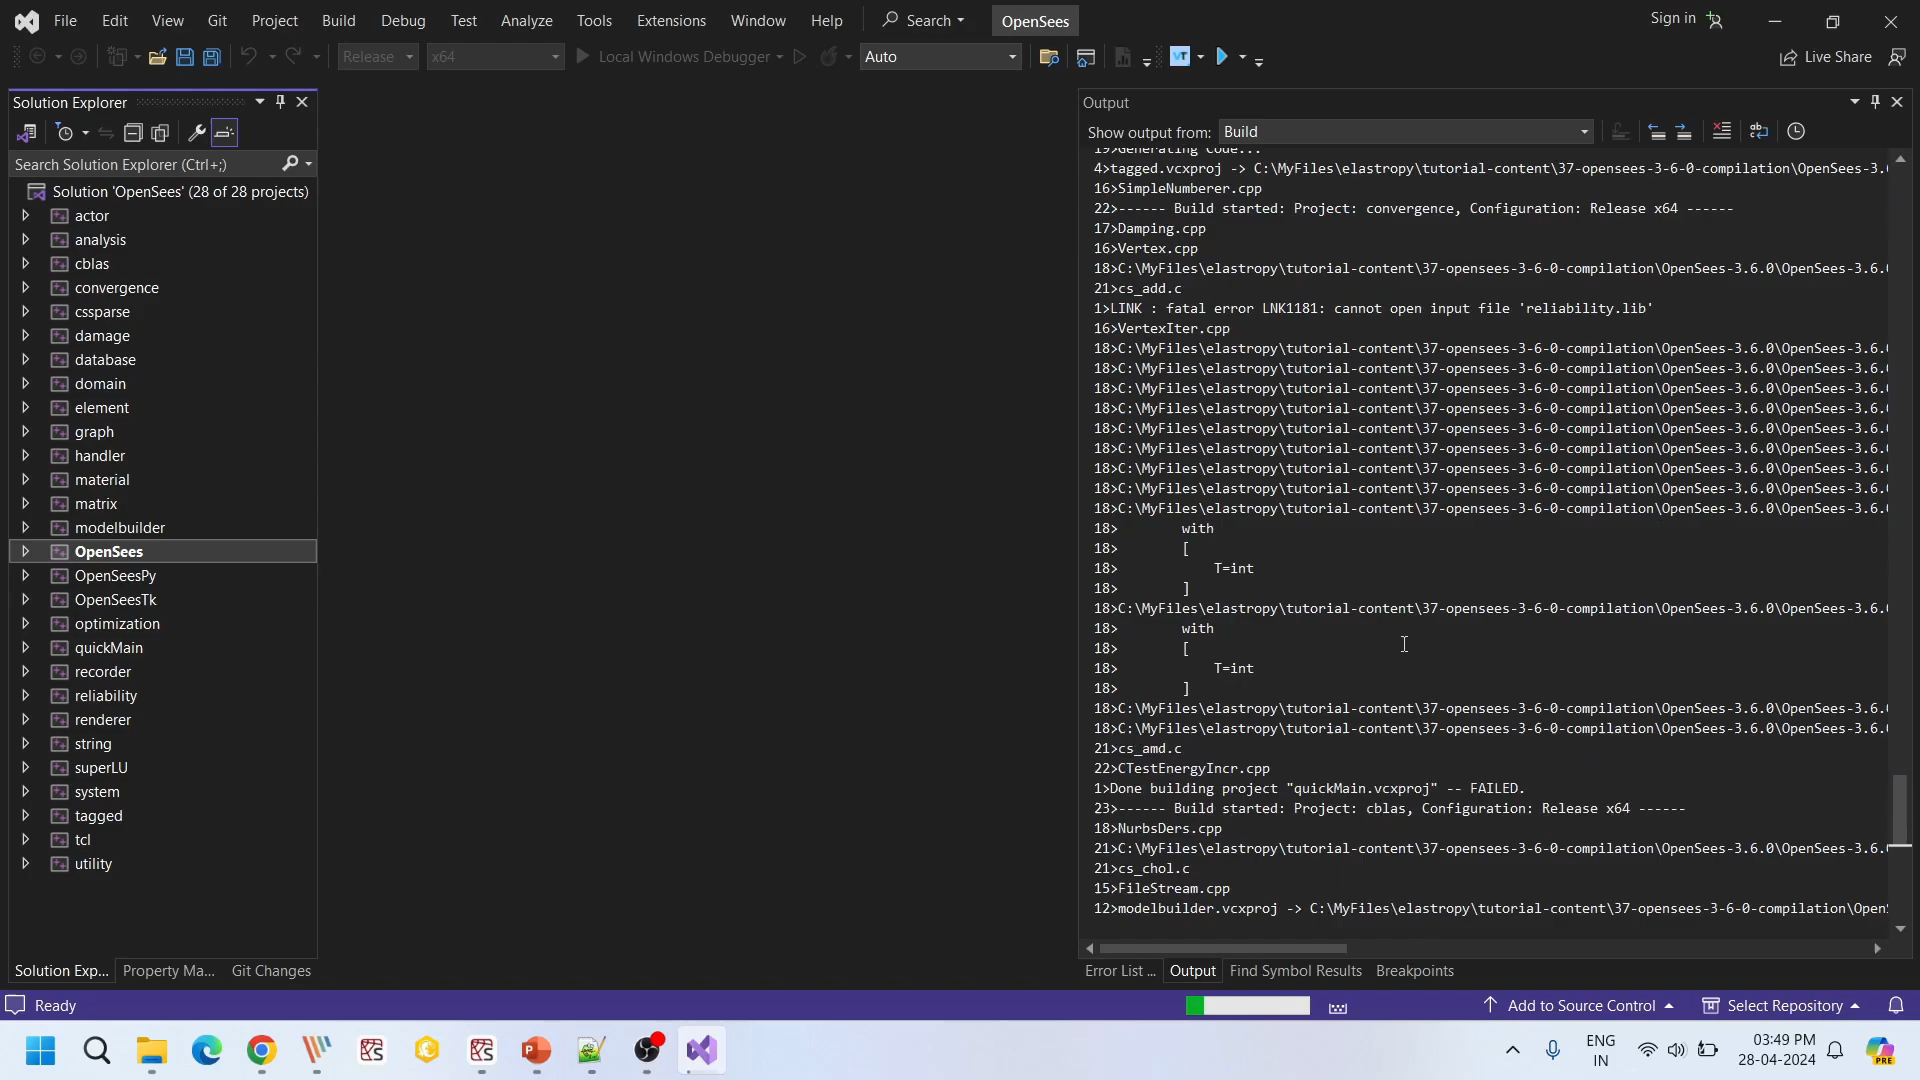 File Edit View Git Project Build Debug Test Analyze Tools Extensions Window Help Search OpenSees Sign in
Release x64 Local Windows Debugger Auto Live Share
Solution Explorer
Search Solution Explorer (Ctrl+;)
Solution 'OpenSees' (28 of 28 projects)
actor
analysis
cblas
convergence
cssparse
damage
database
domain
element
graph
handler
material
matrix
modelbuilder
OpenSees
OpenSeesPy
OpenSeesTk
optimization
quickMain
recorder
reliability
renderer
string
superLU
system
tagged
tcl
utility
Solution Exp... Property Ma... Git Changes
Output
Show output from: Build
19>Generating Code...
4>tagged.vcxproj -> C:\MyFiles\elastropy\tutorial-content\37-opensees-3-6-0-compilation\OpenSees-3.6.
16>SimpleNumberer.cpp
22>------ Build started: Project: convergence, Configuration: Release x64 ------
17>Damping.cpp
16>Vertex.cpp
18>C:\MyFiles\elastropy\tutorial-content\37-opensees-3-6-0-compilation\OpenSees-3.6.0\OpenSees-3.6.
21>cs_add.c
1>LINK : fatal error LNK1181: cannot open input file 'reliability.lib'
16>VertexIter.cpp
18>C:\MyFiles\elastropy\tutorial-content\37-opensees-3-6-0-compilation\OpenSees-3.6.0\OpenSees-3.6.
18>C:\MyFiles\elastropy\tutorial-content\37-opensees-3-6-0-compilation\OpenSees-3.6.0\OpenSees-3.6.
18>C:\MyFiles\elastropy\tutorial-content\37-opensees-3-6-0-compilation\OpenSees-3.6.0\OpenSees-3.6.
18>C:\MyFiles\elastropy\tutorial-content\37-opensees-3-6-0-compilation\OpenSees-3.6.0\OpenSees-3.6.
18>C:\MyFiles\elastropy\tutorial-content\37-opensees-3-6-0-compilation\OpenSees-3.6.0\OpenSees-3.6.
18>C:\MyFiles\elastropy\tutorial-content\37-opensees-3-6-0-compilation\OpenSees-3.6.0\OpenSees-3.6.
18>C:\MyFiles\elastropy\tutorial-content\37-opensees-3-6-0-compilation\OpenSees-3.6.0\OpenSees-3.6.
18>C:\MyFiles\elastropy\tutorial-content\37-opensees-3-6-0-compilation\OpenSees-3.6.0\OpenSees-3.6.
18>C:\MyFiles\elastropy\tutorial-content\37-opensees-3-6-0-compilation\OpenSees-3.6.0\OpenSees-3.6.
18> with
18> [
18> T=int
18> ]
18>C:\MyFiles\elastropy\tutorial-content\37-opensees-3-6-0-compilation\OpenSees-3.6.0\OpenSees-3.6.
18> with
18> [
18> T=int
18> ]
18>C:\MyFiles\elastropy\tutorial-content\37-opensees-3-6-0-compilation\OpenSees-3.6.0\OpenSees-3.6.
18>C:\MyFiles\elastropy\tutorial-content\37-opensees-3-6-0-compilation\OpenSees-3.6.0\OpenSees-3.6.
21>cs_amd.c
22>CTestEnergyIncr.cpp
1>Done building project "quickMain.vcxproj" -- FAILED.
23>------ Build started: Project: cblas, Configuration: Release x64 ------
18>NurbsDers.cpp
21>C:\MyFiles\elastropy\tutorial-content\37-opensees-3-6-0-compilation\OpenSees-3.6.0\OpenSees-3.6.
21>cs_chol.c
15>FileStream.cpp
12>modelbuilder.vcxproj -> C:\MyFiles\elastropy\tutorial-content\37-opensees-3-6-0-compilation\Open
Error List ... Output Find Symbol Results Breakpoints
Ready Add to Source Control Select Repository
ENG
IN
03:49 PM
28-04-2024
PRE